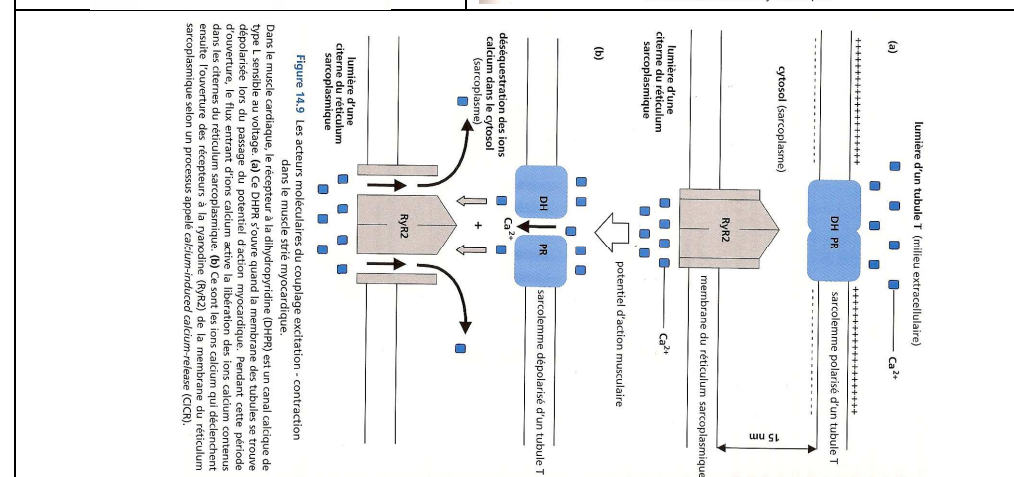 (a)
lumière d'un tubule T (milieu extracellulaire)
Ca2+
+++++++++++++++++++++++
+++++++++++++++++++++++
DH PR
sarcolemme polarisé d'un tubule T
cytosol (sarcoplasme)
15 nm
RyR2
membrane du réticulum sarcoplasmique
lumière d'une
citerne du réticulum
sarcoplasmique
Ca2+
potentiel d'action musculaire
(b)
DH
PR
Ca2+
sarcolemme dépolarisé d'un tubule T
déséquestration des ions
calcium dans le cytosol
(sarcoplasme)
+
RyR2
lumière d'une
citerne du réticulum
sarcoplasmique
Figure 14.9 Les acteurs moléculaires du couplage excitation - contraction
dans le muscle strié myocardique.
Dans le muscle cardiaque, le récepteur à la dihydropyridine (DHPR) est un canal calcique de
type L sensible au voltage. (a) Ce DHPR s'ouvre quand la membrane des tubules se trouve
dépolarisée lors du passage du potentiel d'action myocardique. Pendant cette période
d'ouverture, le flux entrant d'ions calcium active la libération des ions calcium contenus
dans les citernes du réticulum sarcoplasmique. (b) Ce sont les ions calcium qui déclenchent
ensuite l'ouverture des récepteurs à la ryanodine (RyR2) de la membrane du réticulum
sarcoplasmique selon un processus appelé calcium-induced calcium-release (CICR).